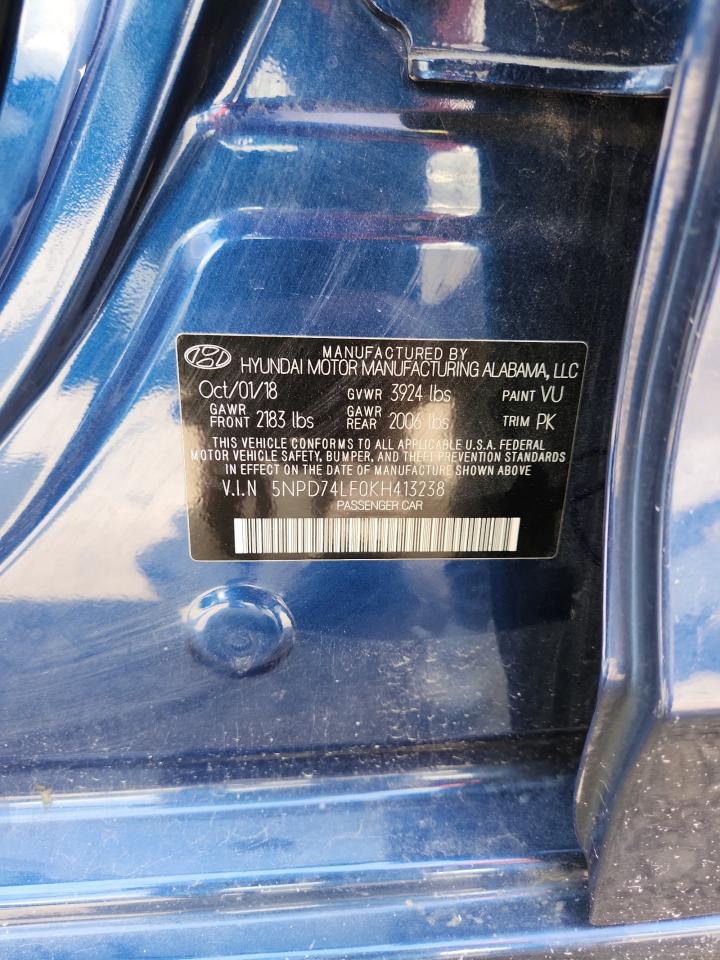 MANUFACTURED BY
HYUNDAI MOTOR MANUFACTURING ALABAMA, LLC
Oct/01/18 GVWR 3924 lbs PAINT VU
GAWR FRONT 2183 lbs GAWR REAR 2006 lbs TRIM PK
THIS VEHICLE CONFORMS TO ALL APPLICABLE U.S.A. FEDERAL
MOTOR VEHICLE SAFETY, BUMPER, AND THEFT PREVENTION STANDARDS
IN EFFECT ON THE DATE OF MANUFACTURE SHOWN ABOVE
V.I.N 5NPD74LF0KH413238
PASSENGER CAR